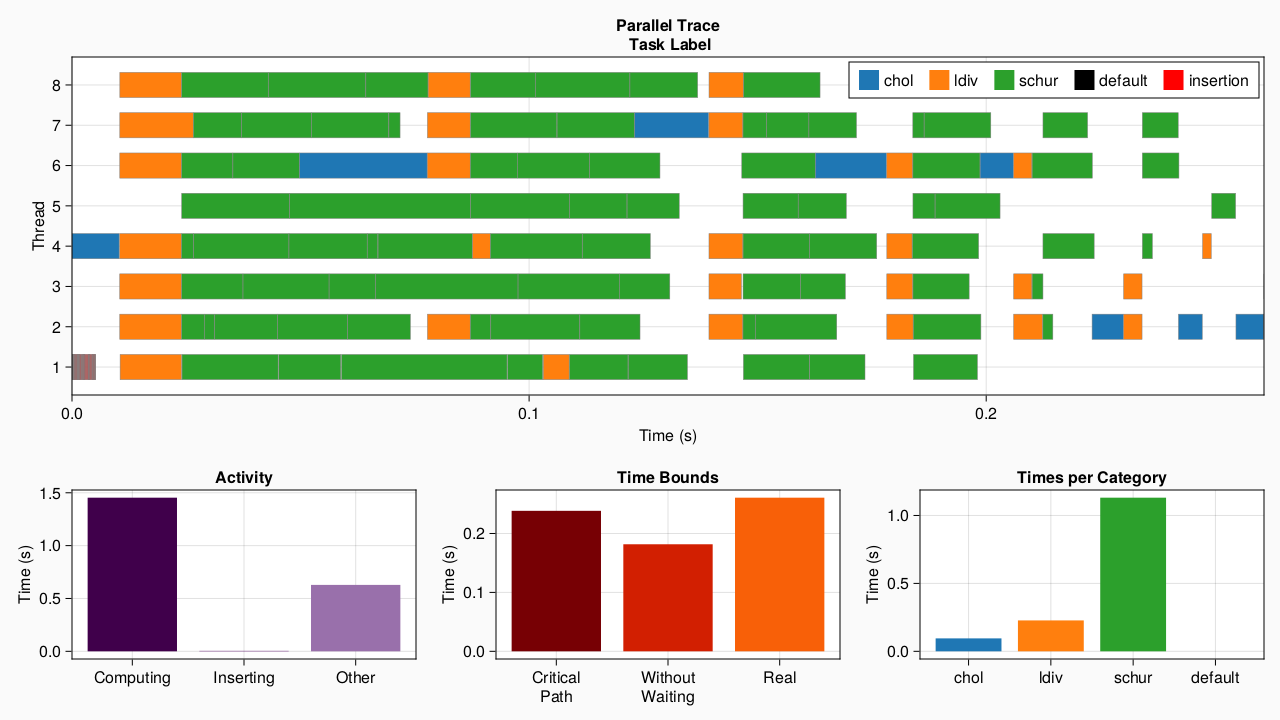 Parallel Trace
Task Label
chol ldiv schur default insertion
Thread
8
7
6
5
4
3
2
1
0.0 0.1 0.2
Time (s)
Activity
Time (s)
1.5
1.0
0.5
0.0
Computing Inserting Other
Time Bounds
Time (s)
0.2
0.1
0.0
Critical Path
Without Waiting
Real
Times per Category
Time (s)
1.0
0.5
0.0
chol ldiv schur default